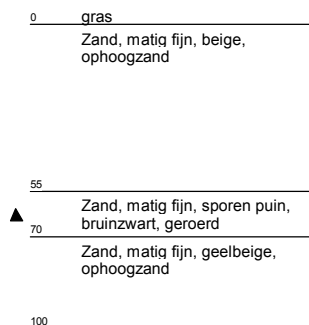 0 gras
Zand, matig fijn, beige,
ophoogzand
55
Zand, matig fijn, sporen puin,
70 bruinzwart, geroerd
Zand, matig fijn, geelbeige,
ophoogzand
100